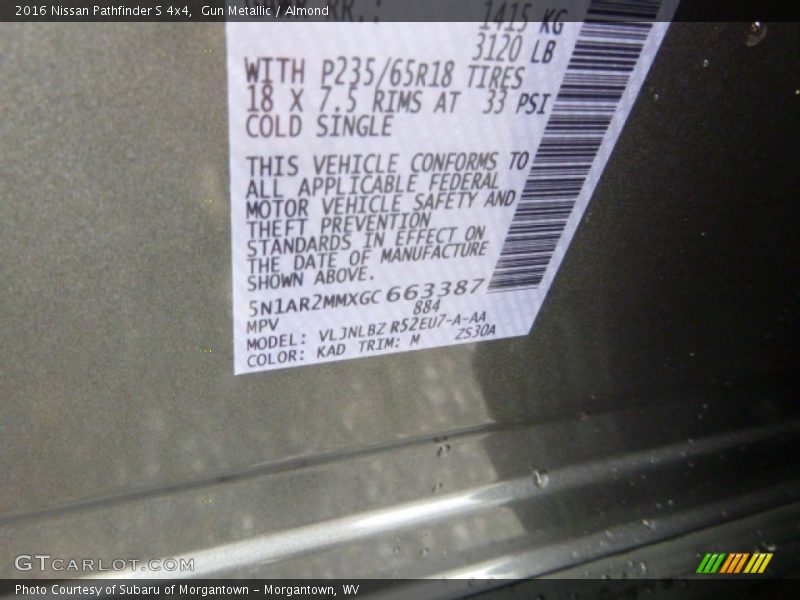 2016 Nissan Pathfinder S 4x4, Gun Metallic / Almond
1415 KG
3120 LB
WITH P235/65R18 TIRES
18 X 7.5 RIMS AT 33 PSI
COLD SINGLE
THIS VEHICLE CONFORMS TO
ALL APPLICABLE FEDERAL
MOTOR VEHICLE SAFETY AND
THEFT PREVENTION
STANDARDS IN EFFECT ON
THE DATE OF MANUFACTURE
SHOWN ABOVE.
5N1AR2MMXGC663387
MPV 884
MODEL: VLJNLBZ R52EU7-A-AA
COLOR: KAD TRIM: M ZS30A
GTCARLOT.COM
Photo Courtesy of Subaru of Morgantown - Morgantown, WV